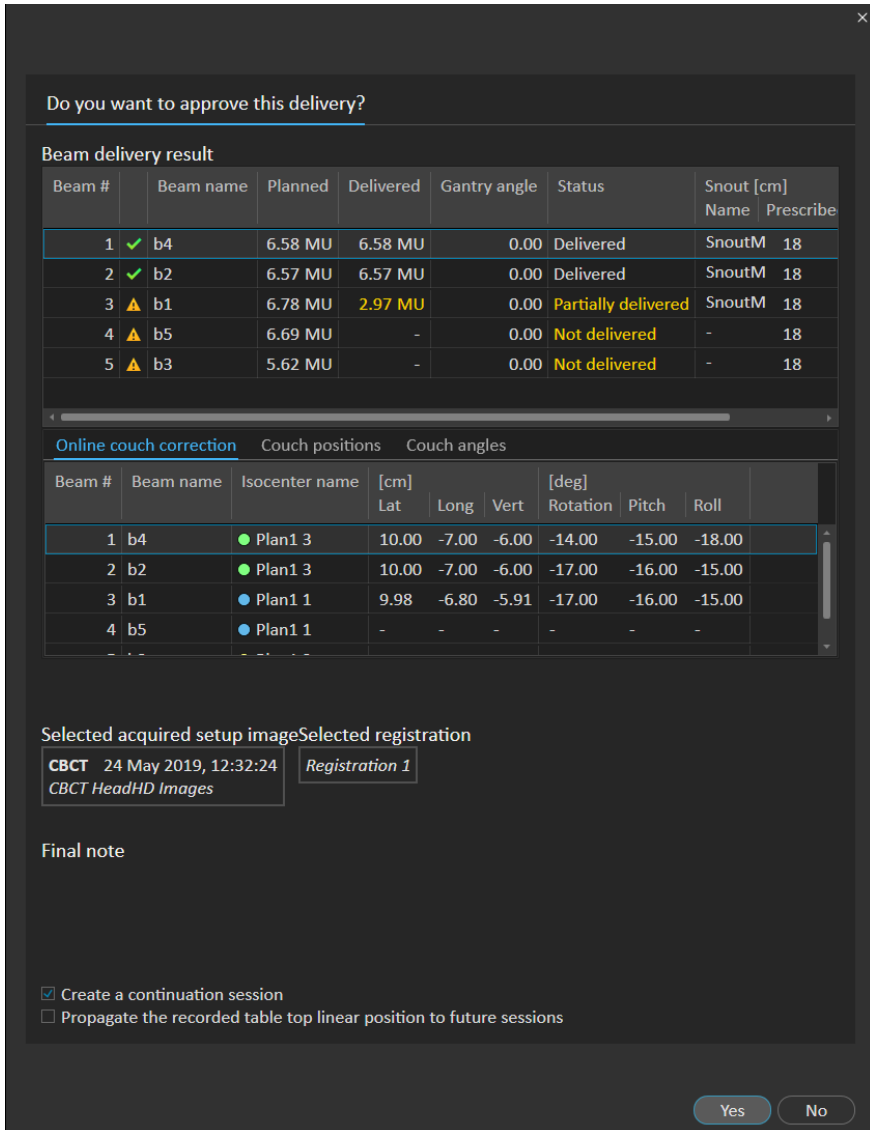 ×
Do you want to approve this delivery?
Beam delivery result
Beam # Beam name Planned Delivered Gantry angle Status Snout [cm]
Name Prescribe
1 b4 6.58 MU 6.58 MU 0.00 Delivered SnoutM 18
2 b2 6.57 MU 6.57 MU 0.00 Delivered SnoutM 18
3 b1 6.78 MU 2.97 MU 0.00 Partially delivered SnoutM 18
4 b5 6.69 MU - 0.00 Not delivered - 18
5 b3 5.62 MU - 0.00 Not delivered - 18
Online couch correction Couch positions Couch angles
Beam # Beam name Isocenter name [cm] [deg]
Lat Long Vert Rotation Pitch Roll
1 b4 Plan1 3 10.00 -7.00 -6.00 -14.00 -15.00 -18.00
2 b2 Plan1 3 10.00 -7.00 -6.00 -17.00 -16.00 -15.00
3 b1 Plan1 1 9.98 -6.80 -5.91 -17.00 -16.00 -15.00
4 b5 Plan1 1 - - - - - -
Selected acquired setup imageSelected registration
CBCT 24 May 2019, 12:32:24 Registration 1
CBCT HeadHD Images
Final note
Create a continuation session
Propagate the recorded table top linear position to future sessions
Yes No